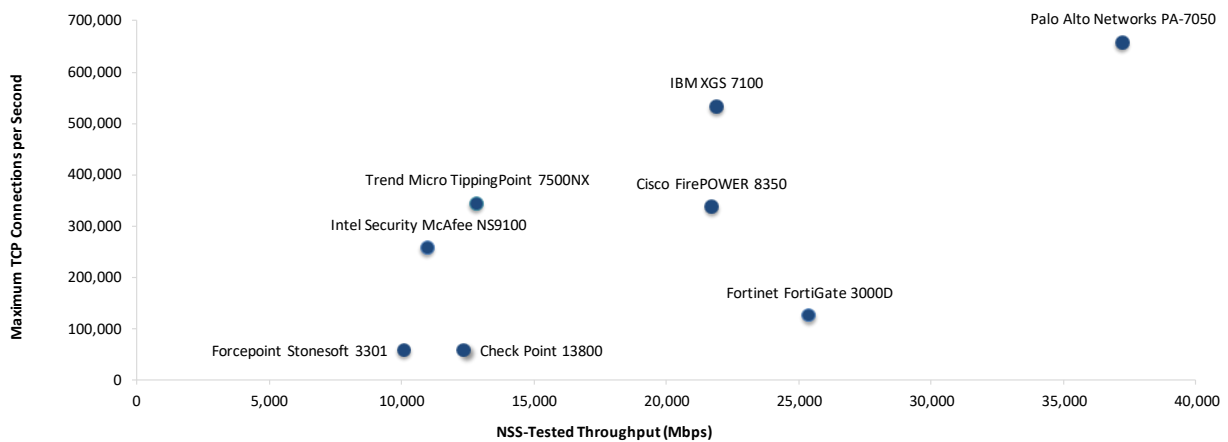 Maximum TCP Connections per Second
700,000
600,000
500,000
400,000
300,000
200,000
100,000
0
Palo Alto Networks PA-7050
IBM XGS 7100
Trend Micro TippingPoint 7500NX
Cisco FirePOWER 8350
Intel Security McAfee NS9100
Fortinet FortiGate 3000D
Forcepoint Stonesoft 3301
Check Point 13800
0 5,000 10,000 15,000 20,000 25,000 30,000 35,000 40,000
NSS-Tested Throughput (Mbps)